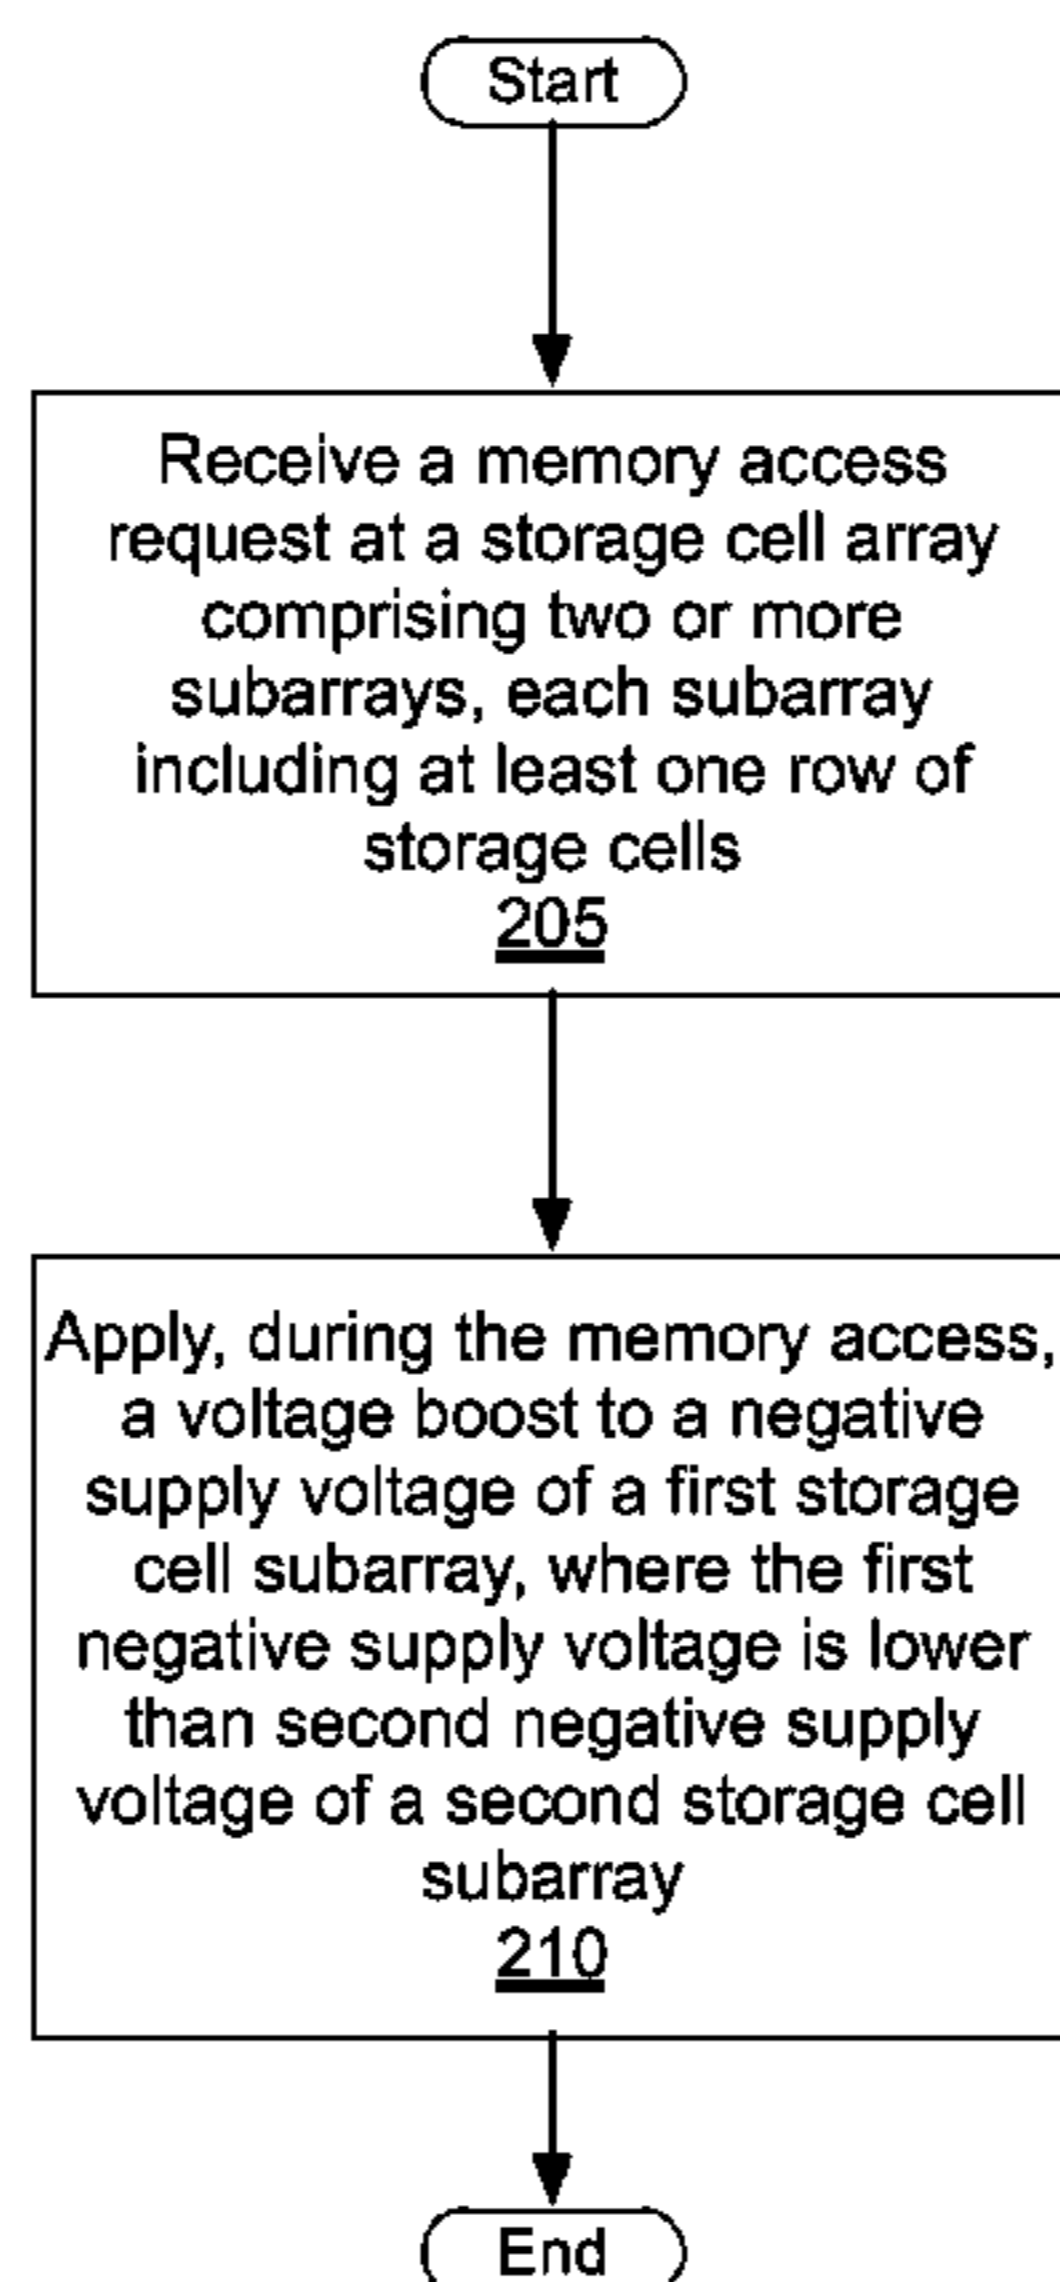 Start
Receive a memory access
request at a storage cell array
comprising two or more
subarrays, each subarray
including at least one row of
storage cells
205
Apply, during the memory access,
a voltage boost to a negative
supply voltage of a first storage
cell subarray, where the first
negative supply voltage is lower
than second negative supply
voltage of a second storage cell
subarray
210
End